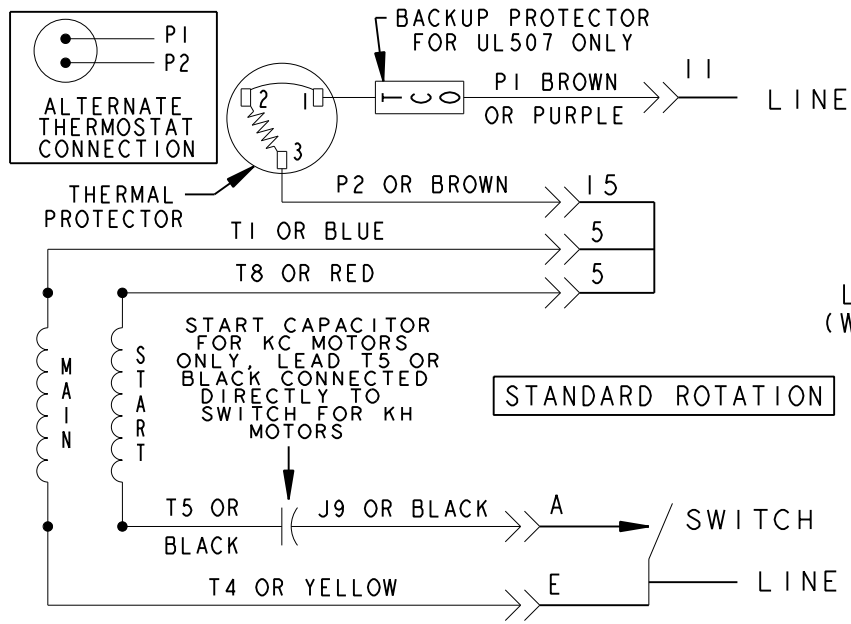 P1
P2
ALTERNATE
THERMOSTAT
CONNECTION
BACKUP PROTECTOR
FOR UL507 ONLY
2
1
3
TCO
P1 BROWN
OR PURPLE
11
LINE
THERMAL
PROTECTOR
P2 OR BROWN
15
T1 OR BLUE
5
T8 OR RED
5
L
(W
START CAPACITOR
FOR KC MOTORS
ONLY, LEAD T5 OR
BLACK CONNECTED
DIRECTLY TO
SWITCH FOR KH
MOTORS
MAIN
START
STANDARD ROTATION
T5 OR
BLACK
J9 OR BLACK
A
SWITCH
T4 OR YELLOW
E
LINE